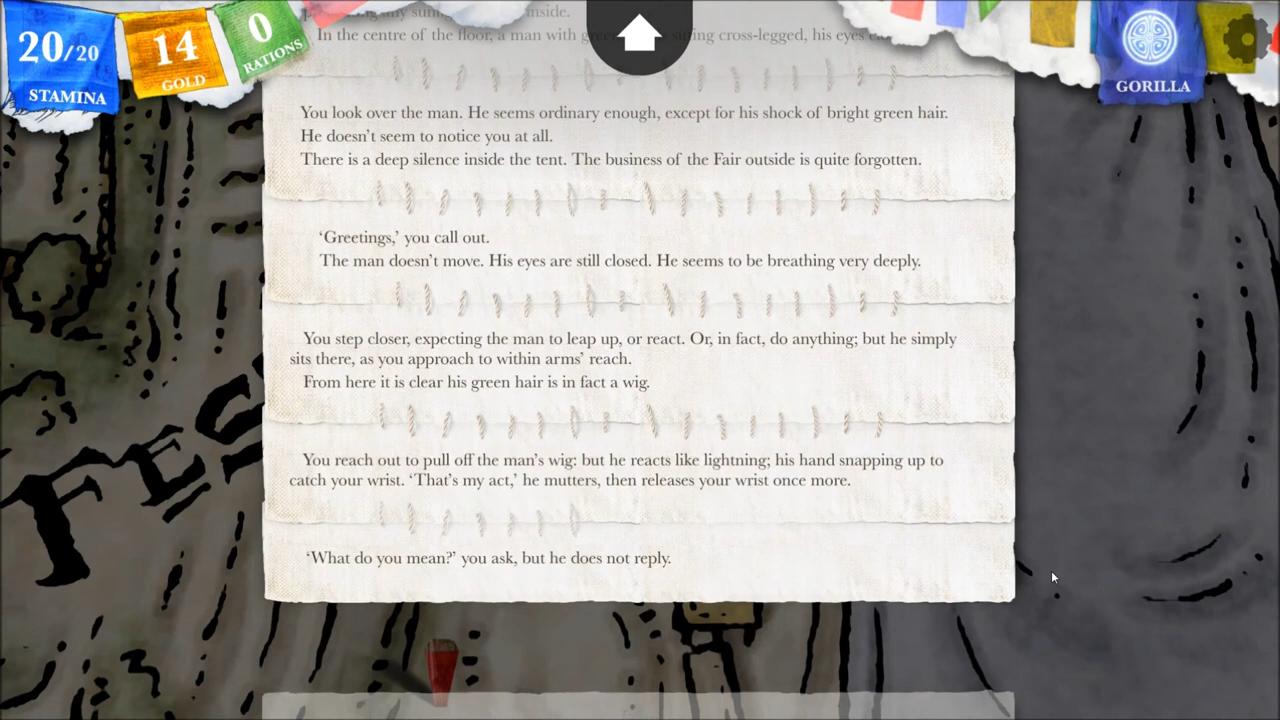 20/20
STAMINA
14
GOLD
0
RATIONS
GORILLA
inside.
In the centre of the floor, a man with
sitting cross-legged, his eyes
You look over the man. He seems ordinary enough, except for his shock of bright green hair.
He doesn't seem to notice you at all.
There is a deep silence inside the tent. The business of the Fair outside is quite forgotten.
‘Greetings,’ you call out.
The man doesn't move. His eyes are still closed. He seems to be breathing very deeply.
You step closer, expecting the man to leap up, or react. Or, in fact, do anything; but he simply
sits there, as you approach to within arms’ reach.
From here it is clear his green hair is in fact a wig.
You reach out to pull off the man’s wig: but he reacts like lightning; his hand snapping up to
catch your wrist. ‘That’s my act,’ he mutters, then releases your wrist once more.
‘What do you mean?’ you ask, but he does not reply.